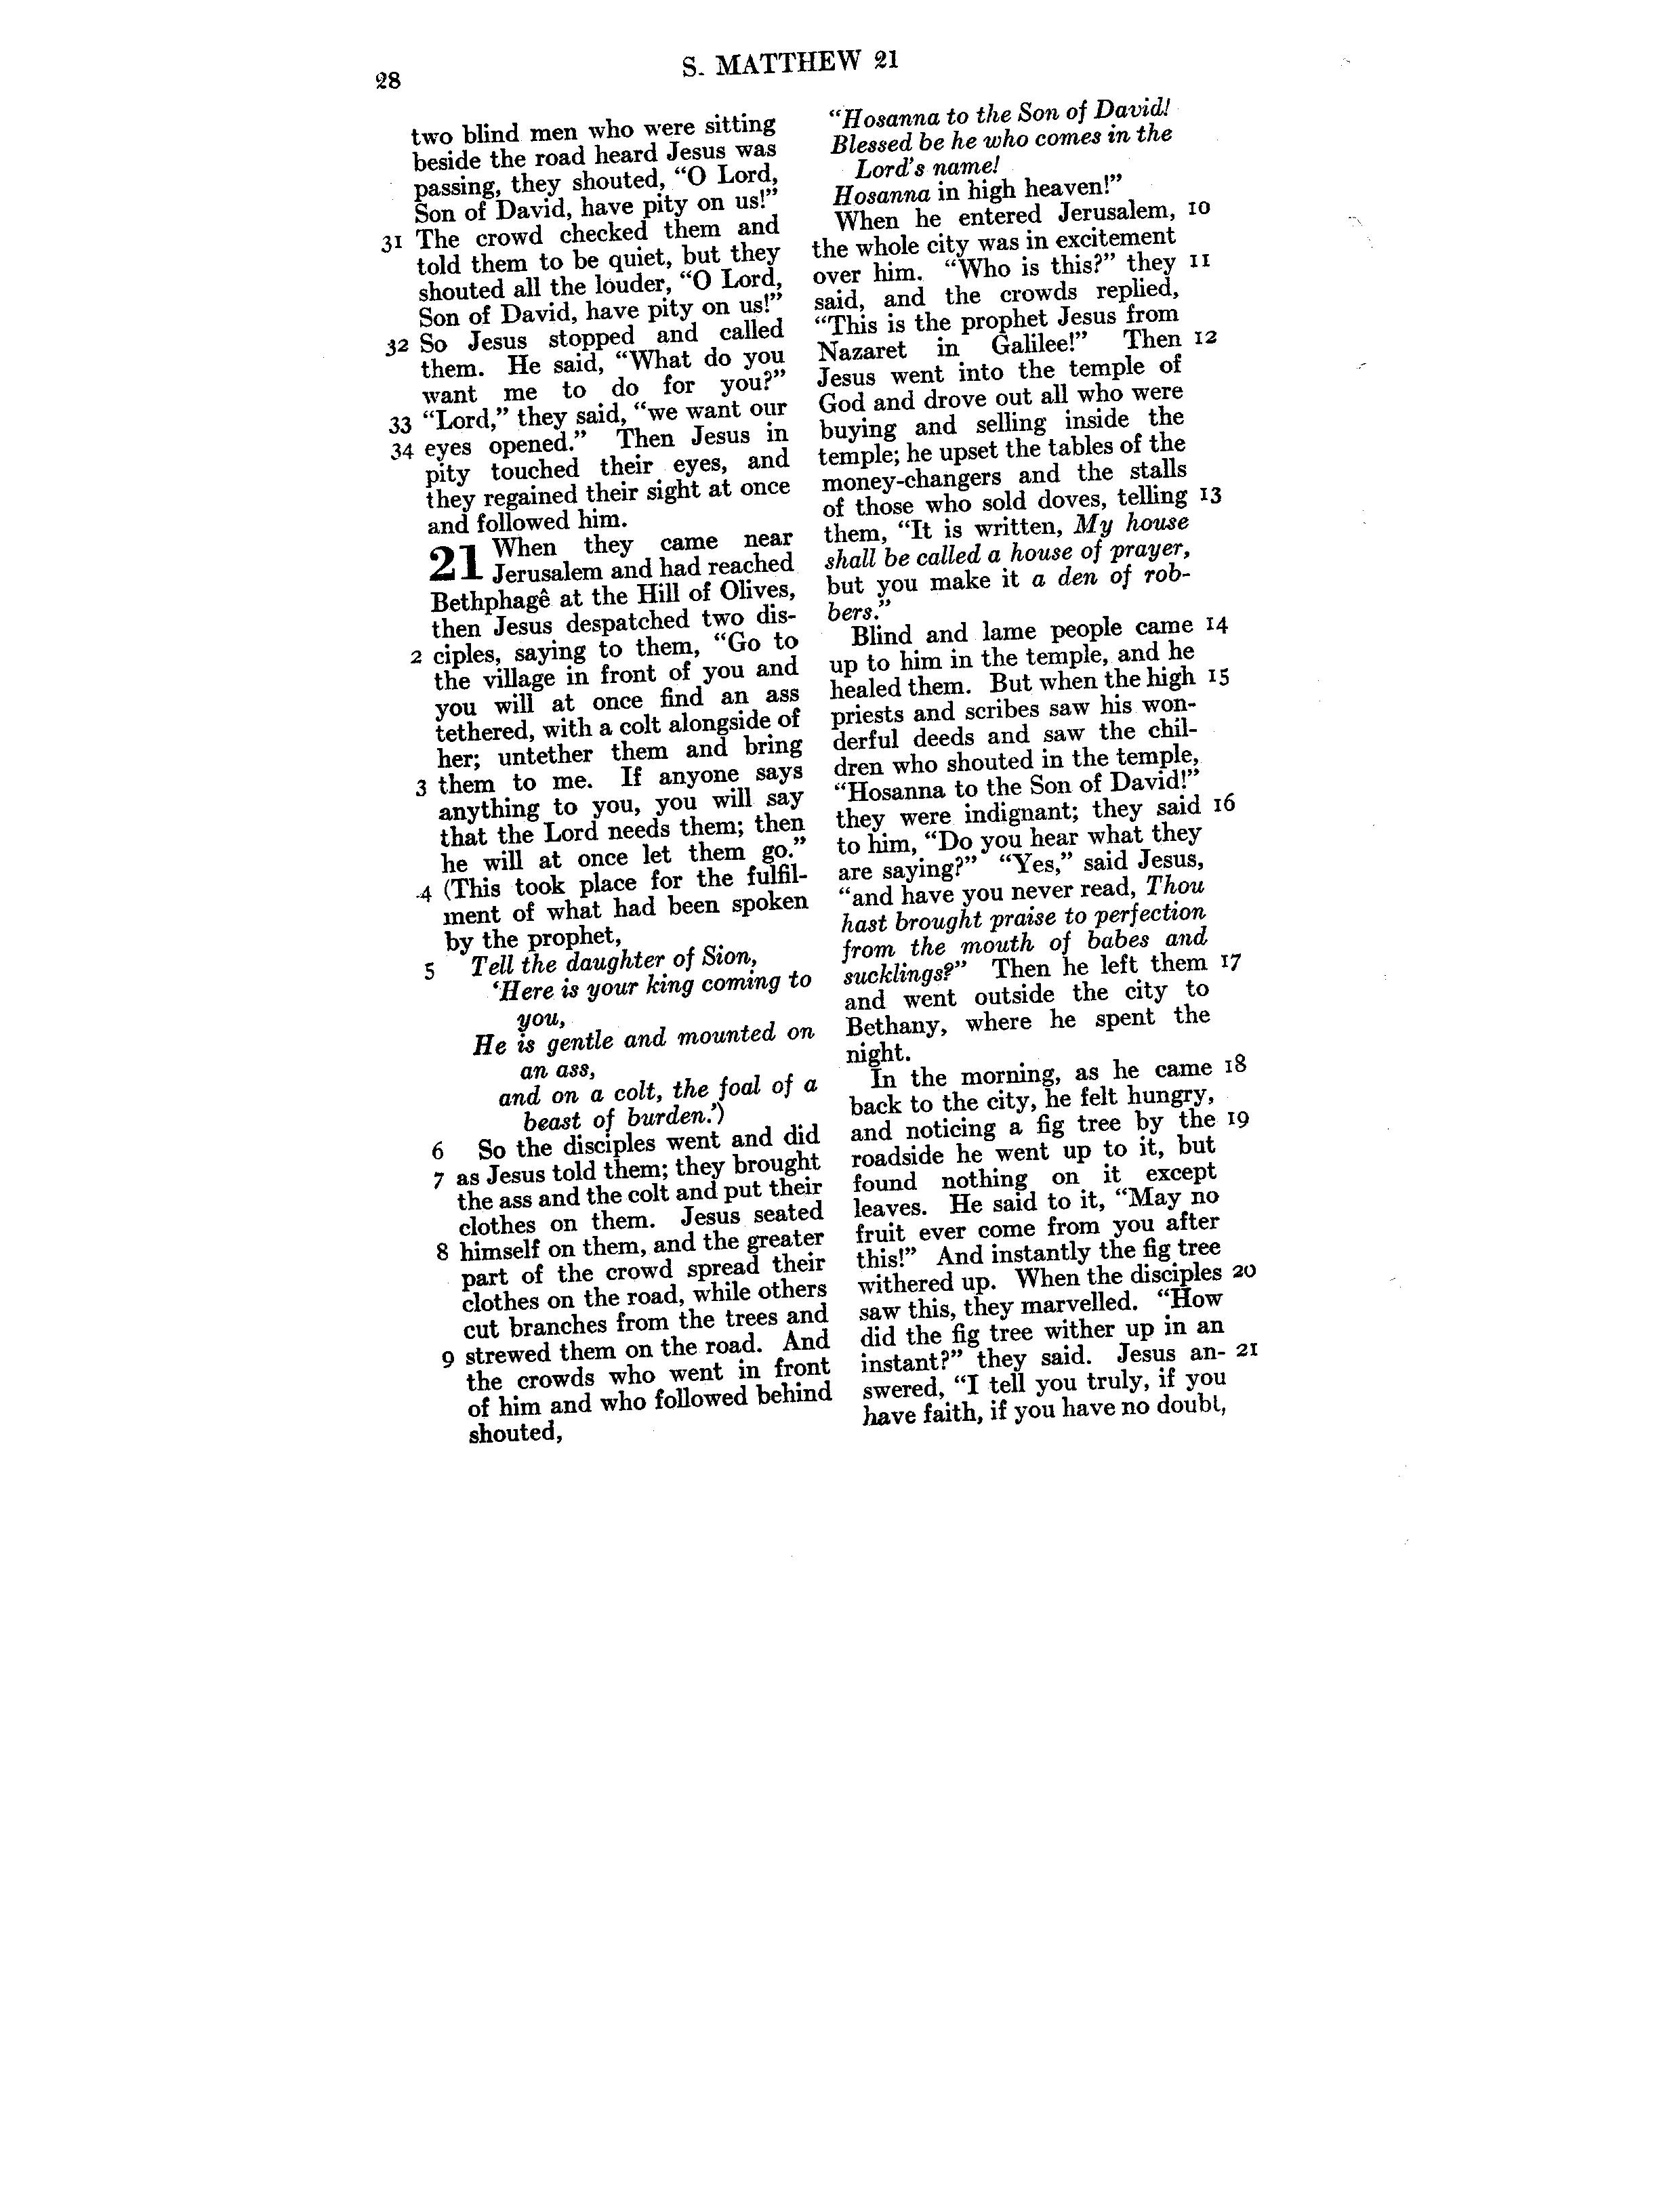 28
S. MATTHEW 21
two blind men who were sitting
beside the road heard Jesus was
passing, they shouted, “O Lord,
Son of David, have pity on us!”
31 The crowd checked them and
told them to be quiet, but they
shouted all the louder, “O Lord,
Son of David, have pity on us!”
32 So Jesus stopped and called
them. He said, “What do you
want me to do for you?”
33 “Lord,” they said, “we want our
34 eyes opened.” Then Jesus in
pity touched their eyes, and
they regained their sight at once
and followed him.
21 When they came near
Jerusalem and had reached
Bethphagê at the Hill of Olives,
then Jesus despatched two dis-
2 ciples, saying to them, “Go to
the village in front of you and
you will at once find an ass
tethered, with a colt alongside of
her; untether them and bring
3 them to me. If anyone says
anything to you, you will say
that the Lord needs them; then
he will at once let them go.”
4 (This took place for the fulfil-
ment of what had been spoken
by the prophet,
5 Tell the daughter of Sion,
‘Here is your king coming to
you,
He is gentle and mounted on
an ass,
and on a colt, the foal of a
beast of burden.’)
6 So the disciples went and did
7 as Jesus told them; they brought
the ass and the colt and put their
clothes on them. Jesus seated
8 himself on them, and the greater
part of the crowd spread their
clothes on the road, while others
cut branches from the trees and
9 strewed them on the road. And
the crowds who went in front
of him and who followed behind
shouted,
“Hosanna to the Son of David!
Blessed be he who comes in the
Lord’s name!
Hosanna in high heaven!”
When he entered Jerusalem, 10
the whole city was in excitement
over him. “Who is this?” they 11
said, and the crowds replied,
“This is the prophet Jesus from
Nazaret in Galilee!” Then 12
Jesus went into the temple of
God and drove out all who were
buying and selling inside the
temple; he upset the tables of the
money-changers and the stalls
of those who sold doves, telling 13
them, “It is written, My house
shall be called a house of prayer,
but you make it a den of rob-
bers.”
Blind and lame people came 14
up to him in the temple, and he
healed them. But when the high 15
priests and scribes saw his won-
derful deeds and saw the chil-
dren who shouted in the temple,
“Hosanna to the Son of David!”
they were indignant; they said 16
to him, “Do you hear what they
are saying?” “Yes,” said Jesus,
“and have you never read, Thou
hast brought praise to perfection
from the mouth of babes and
sucklings?” Then he left them 17
and went outside the city to
Bethany, where he spent the
night.
In the morning, as he came 18
back to the city, he felt hungry,
and noticing a fig tree by the 19
roadside he went up to it, but
found nothing on it except
leaves. He said to it, “May no
fruit ever come from you after
this!” And instantly the fig tree
withered up. When the disciples 20
saw this, they marvelled. “How
did the fig tree wither up in an
instant?” they said. Jesus an- 21
swered, “I tell you truly, if you
have faith, if you have no doubt,